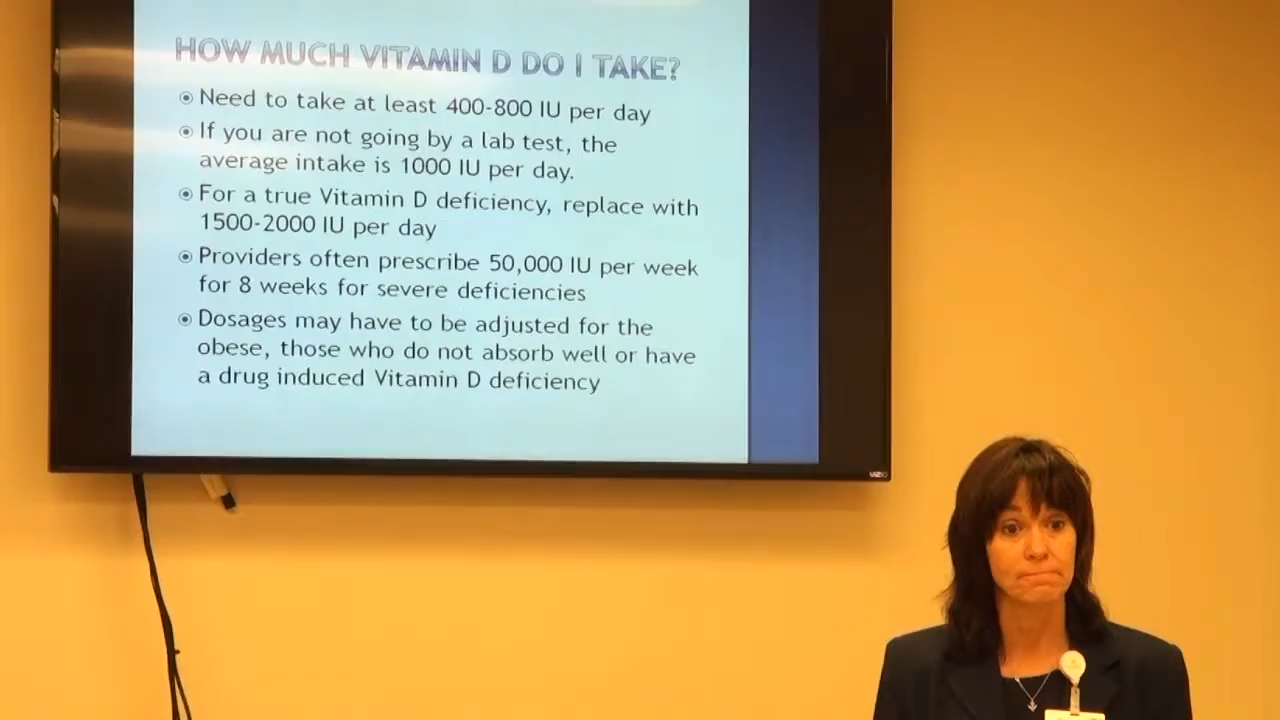 HOW MUCH VITAMIN D DO I TAKE?
Need to take at least 400-800 IU per day
If you are not going by a lab test, the
average intake is 1000 IU per day.
For a true Vitamin D deficiency, replace with
1500-2000 IU per day
Providers often prescribe 50,000 IU per week
for 8 weeks for severe deficiencies
Dosages may have to be adjusted for the
obese, those who do not absorb well or have
a drug induced Vitamin D deficiency
VIZIO